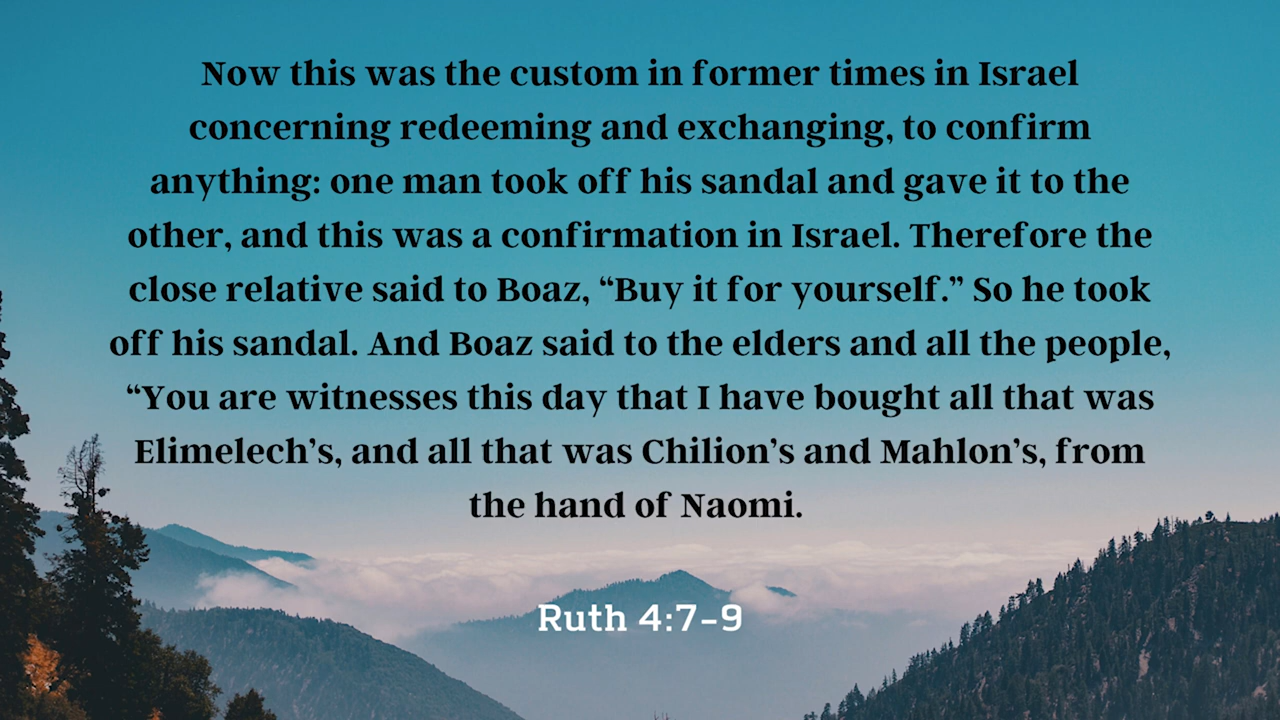 Now this was the custom in former times in Israel
concerning redeeming and exchanging, to confirm
anything: one man took off his sandal and gave it to the
other, and this was a confirmation in Israel. Therefore the
close relative said to Boaz, “Buy it for yourself.” So he took
off his sandal. And Boaz said to the elders and all the people,
“You are witnesses this day that I have bought all that was
Elimelech’s, and all that was Chilion’s and Mahlon’s, from
the hand of Naomi.
Ruth 4:7-9